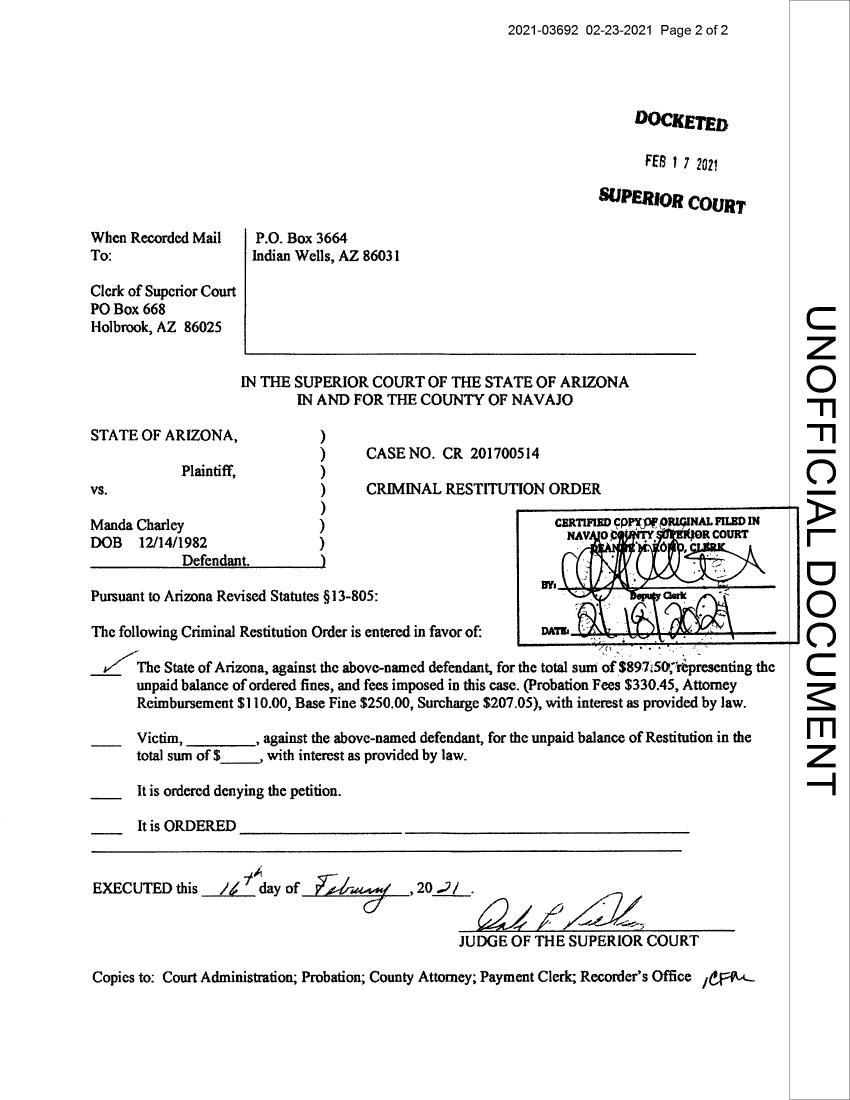 2021-03692 02-23-2021 Page 2 of 2
DOCKETED
FEB 17 2021
SUPERIOR COURT
When Recorded Mail
To:
Clerk of Superior Court
PO Box 668
Holbrook, AZ 86025
P.O. Box 3664
Indian Wells, AZ 86031
IN THE SUPERIOR COURT OF THE STATE OF ARIZONA
IN AND FOR THE COUNTY OF NAVAJO
STATE OF ARIZONA, )
)
Plaintiff, )
vs. )
)
Manda Charley )
DOB 12/14/1982 )
Defendant. )
CASE NO. CR 201700514
CRIMINAL RESTITUTION ORDER
CERTIFIED COPY OF ORIGINAL FILED IN
NAVAJO COUNTY SUPERIOR COURT
DEANNE M. ROMO, CLERK
BY:
Deputy Clerk
DATE: 2/18/2021
Pursuant to Arizona Revised Statutes §13-805:
The following Criminal Restitution Order is entered in favor of:
✓ The State of Arizona, against the above-named defendant, for the total sum of $897.50, representing the
unpaid balance of ordered fines, and fees imposed in this case. (Probation Fees $330.45, Attorney
Reimbursement $110.00, Base Fine $250.00, Surcharge $207.05), with interest as provided by law.
____ Victim, ________, against the above-named defendant, for the unpaid balance of Restitution in the
total sum of $_____, with interest as provided by law.
____ It is ordered denying the petition.
____ It is ORDERED ______________________
EXECUTED this 16th day of February, 2021.
JUDGE OF THE SUPERIOR COURT
Copies to: Court Administration; Probation; County Attorney; Payment Clerk; Recorder's Office
UNOFFICIAL DOCUMENT